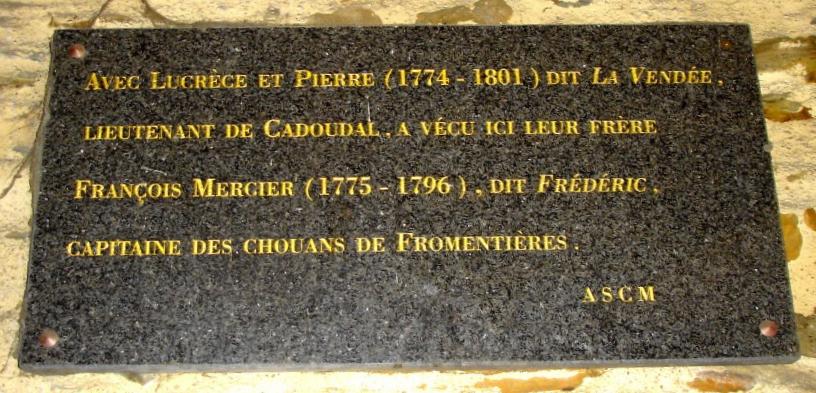 AVEC LUCRÈCE ET PIERRE (1774 - 1801) DIT LA VENDÉE,
LIEUTENANT DE CADOUDAL, A VÉCU ICI LEUR FRÈRE
FRANÇOIS MERCIER (1775 - 1796), DIT FRÉDÉRIC,
CAPITAINE DES CHOUANS DE FROMENTIÈRES.
ASCM